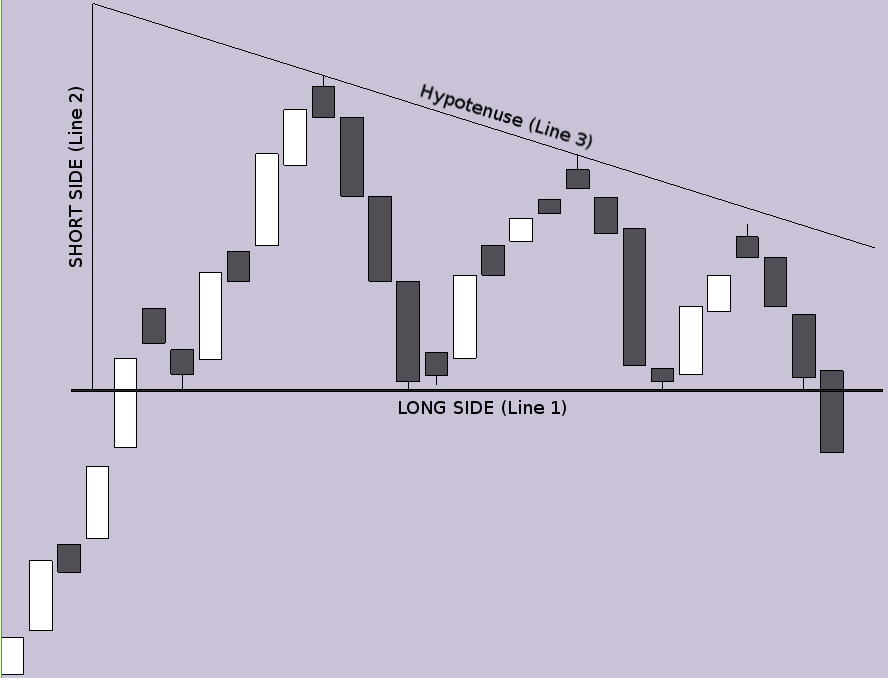 Hypotenuse (Line 3)
SHORT SIDE (Line 2)
LONG SIDE (Line 1)